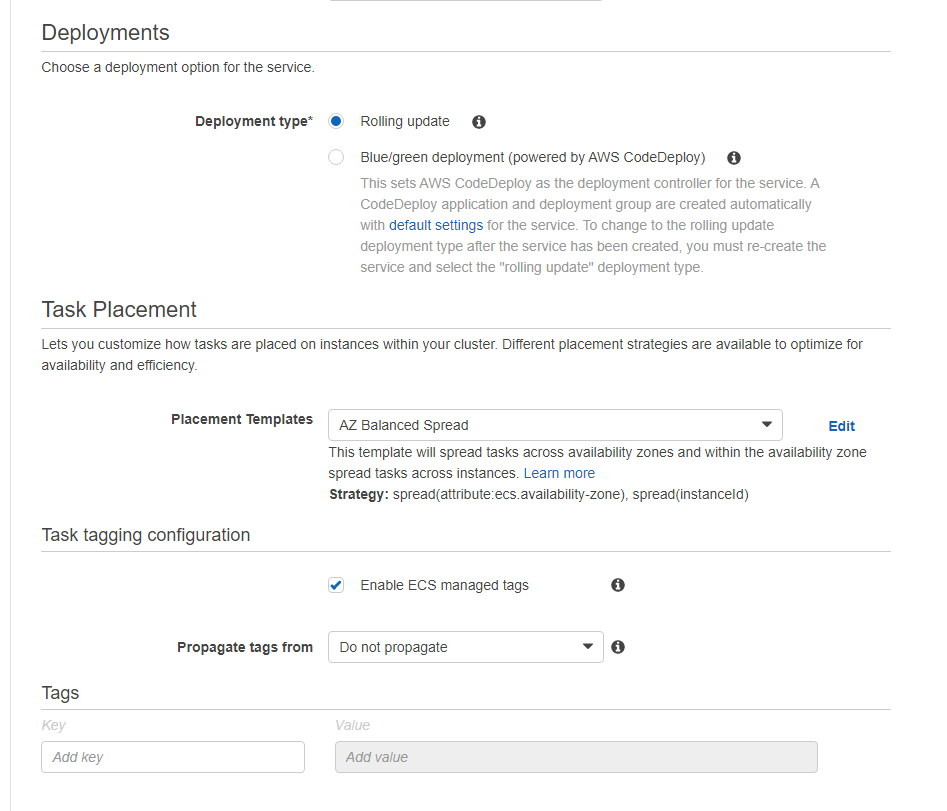 Deployments
Choose a deployment option for the service.
Deployment type* Rolling update
Blue/green deployment (powered by AWS CodeDeploy)
This sets AWS CodeDeploy as the deployment controller for the service. A
CodeDeploy application and deployment group are created automatically
with default settings for the service. To change to the rolling update
deployment type after the service has been created, you must re-create the
service and select the "rolling update" deployment type.
Task Placement
Lets you customize how tasks are placed on instances within your cluster. Different placement strategies are available to optimize for
availability and efficiency.
Placement Templates AZ Balanced Spread Edit
This template will spread tasks across availability zones and within the availability zone
spread tasks across instances. Learn more
Strategy: spread(attribute:ecs.availability-zone), spread(instanceId)
Task tagging configuration
Enable ECS managed tags
Propagate tags from Do not propagate
Tags
Key Value
Add key Add value